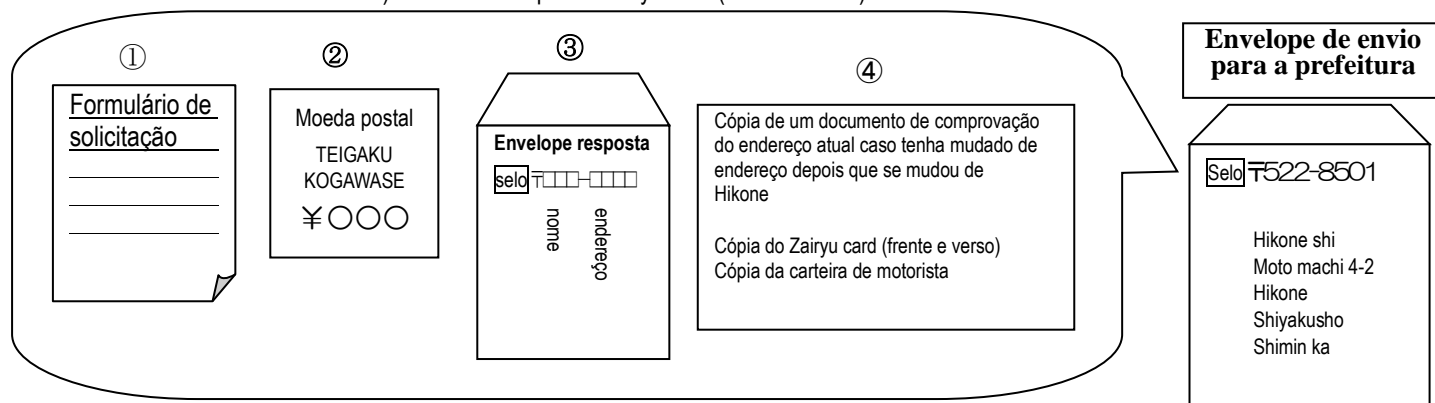 ①
Formulário de
solicitação
②
Moeda postal
TEIGAKU
KOGAWASE
¥○○○
③
Envelope resposta
selo〒□□□-□□□□
nome
endereço
④
Cópia de um documento de comprovação
do endereço atual caso tenha mudado de
endereço depois que se mudou de
Hikone
Cópia do Zairyu card (frente e verso)
Cópia da carteira de motorista
Envelope de envio
para a prefeitura
Selo〒522-8501
Hikone shi
Moto machi 4-2
Hikone
Shiyakusho
Shimin ka